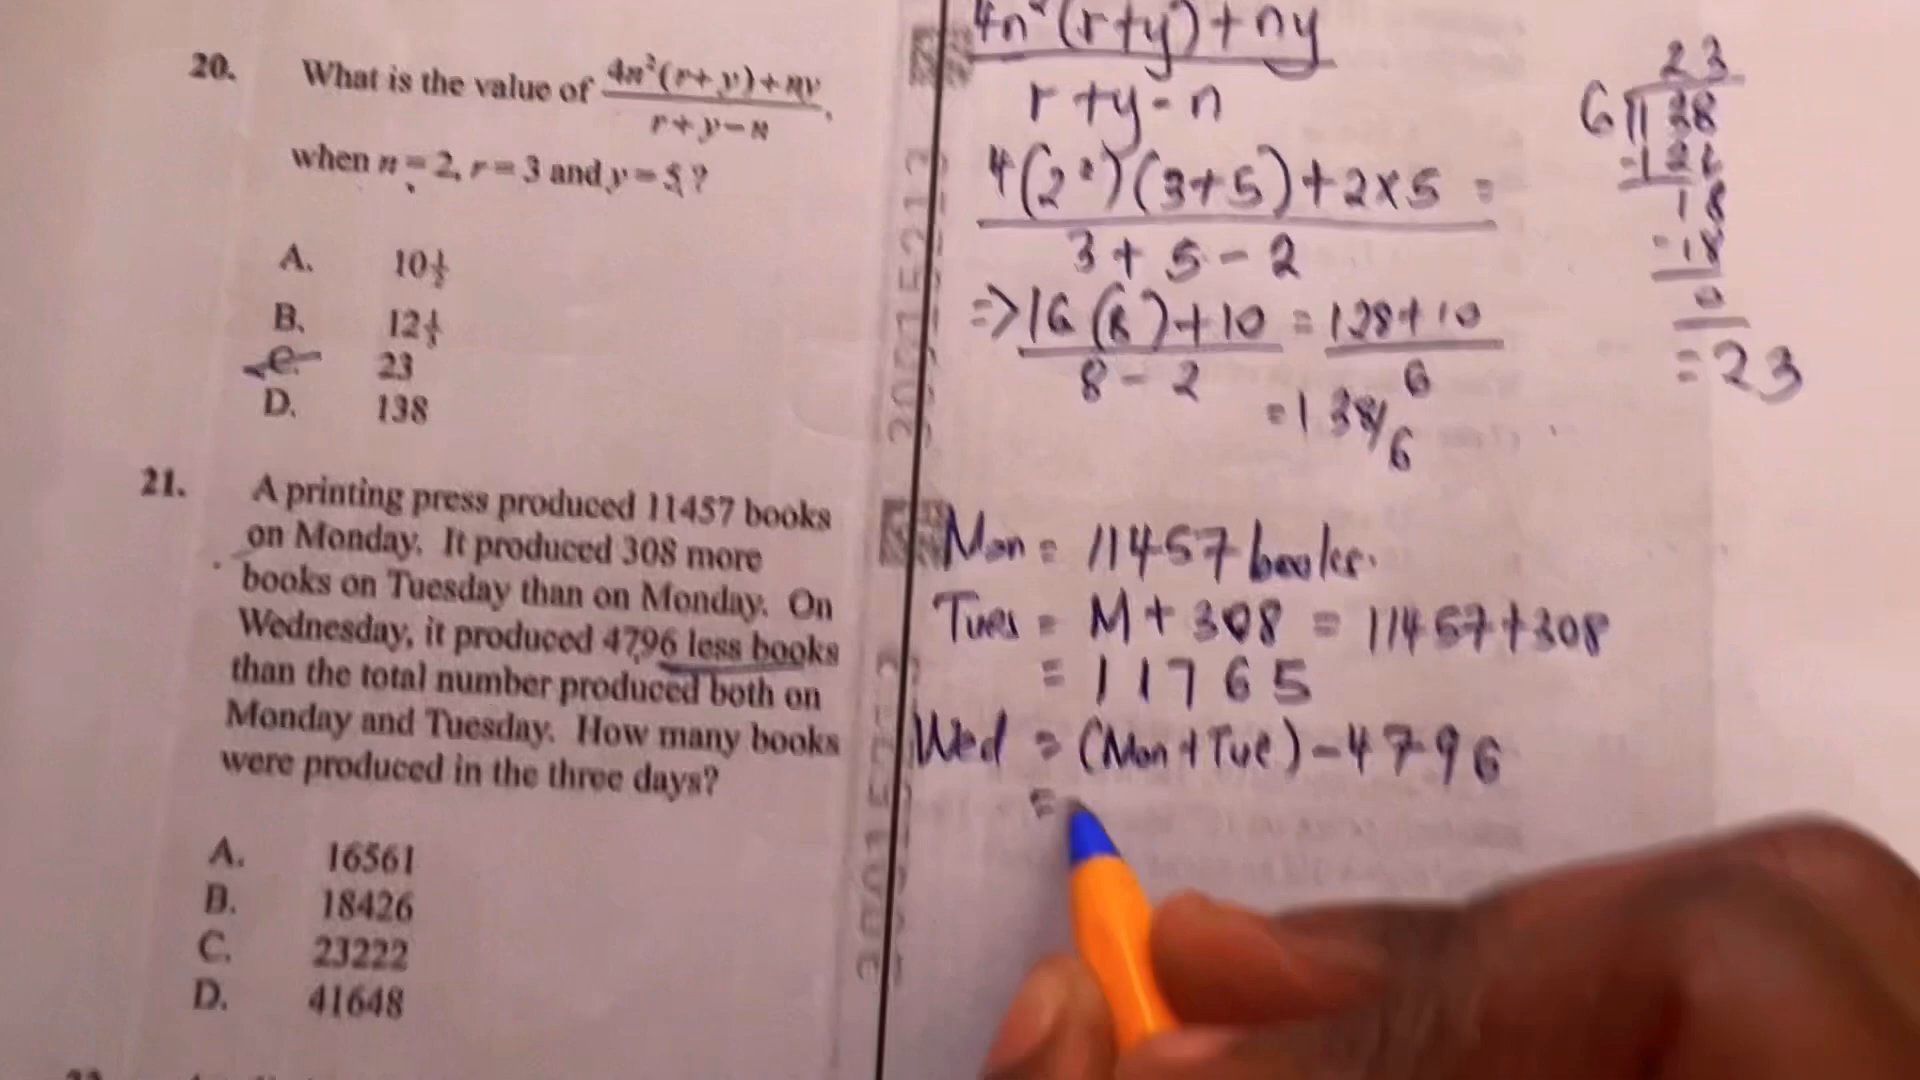 20. What is the value of 4n²(r+y)+ny / r+y−n,
when n = 2, r = 3 and y = 5?
A. 10½
B. 12⅓
C. 23
D. 138
21. A printing press produced 11457 books
on Monday. It produced 308 more
books on Tuesday than on Monday. On
Wednesday, it produced 4796 less books
than the total number produced both on
Monday and Tuesday. How many books
were produced in the three days?
A. 16561
B. 18426
C. 23222
D. 41648
4n²(r+y)+ny
r+y-n
4(2²)(3+5)+2×5 =
3+5-2
=> 16(8)+10 = 128+10
8-2 6
= 138/6
23
6 138
18
-18
0
= 23
Mon = 11457 books.
Tues = M + 308 = 11457+308
= 11765
Wed = (Mon+Tue)-4796
=